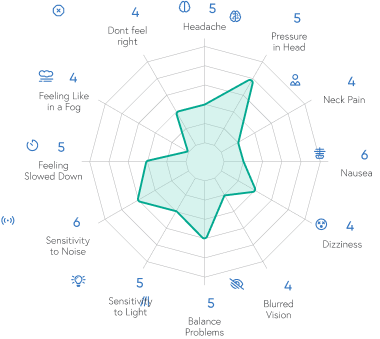 4
Dont feel
right
5
Headache
5
Pressure
in Head
4
Neck Pain
6
Nausea
4
Dizziness
4
Blurred
Vision
5
Balance
Problems
5
Sensitivity
to Light
6
Sensitivity
to Noise
5
Feeling
Slowed Down
4
Feeling Like
in a Fog